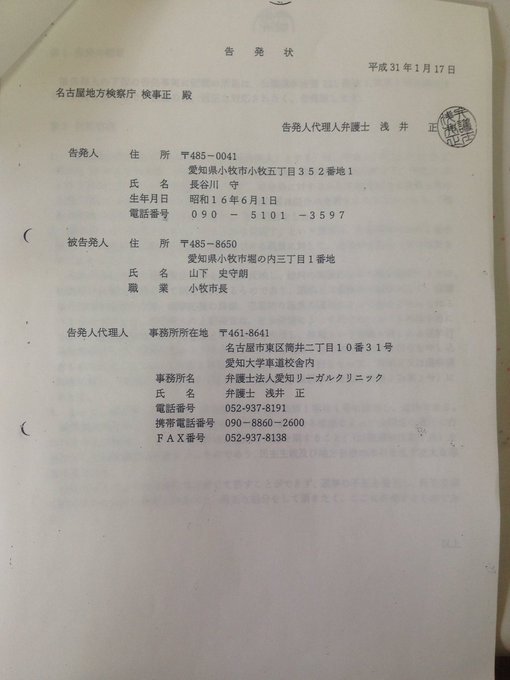 告　発　状
平成31年1月17日
名古屋地方検察庁 検事正　殿
告発人代理人弁護士　浅　井　　正
告発人　住　所　〒485－0041
愛知県小牧市小牧五丁目３５２番地１
氏　名　長谷川　守
生年月日　昭和１６年６月１日
電話番号　０９０　－　５１０１　－３５９７
被告発人　住　所　〒485－8650
愛知県小牧市堀の内三丁目１番地
氏　名　山下　史守朗
職　業　小牧市長
告発人代理人　事務所所在地　〒461-8641
名古屋市東区筒井二丁目１０番３１号
愛知大学車道校舎内
事務所名　弁護士法人愛知リーガルクリニック
氏　名　弁護士　浅井　正
電話番号　052-937-8191
携帯電話番号　090－8860－2600
ＦＡＸ番号　052-937-8138